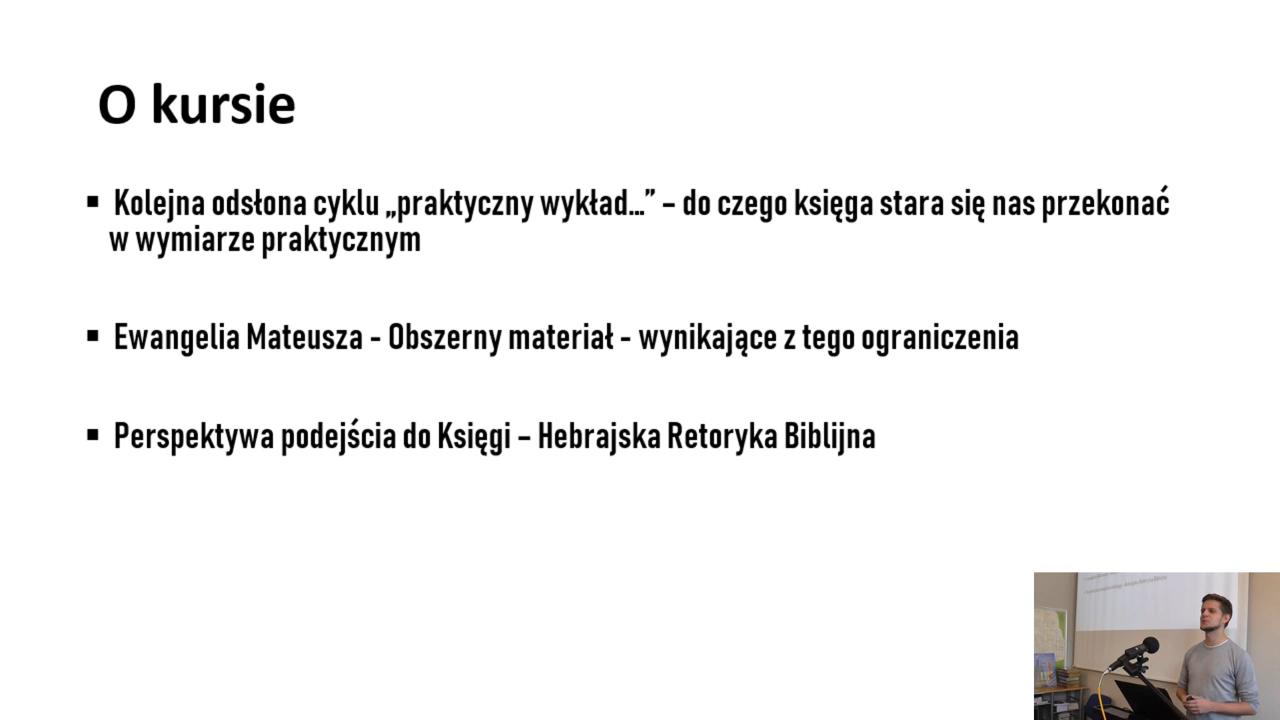 O kursie
▪ Kolejna odsłona cyklu „praktyczny wykład...” – do czego księga stara się nas przekonać
w wymiarze praktycznym
▪ Ewangelia Mateusza - Obszerny materiał - wynikające z tego ograniczenia
▪ Perspektywa podejścia do Księgi – Hebrajska Retoryka Biblijna